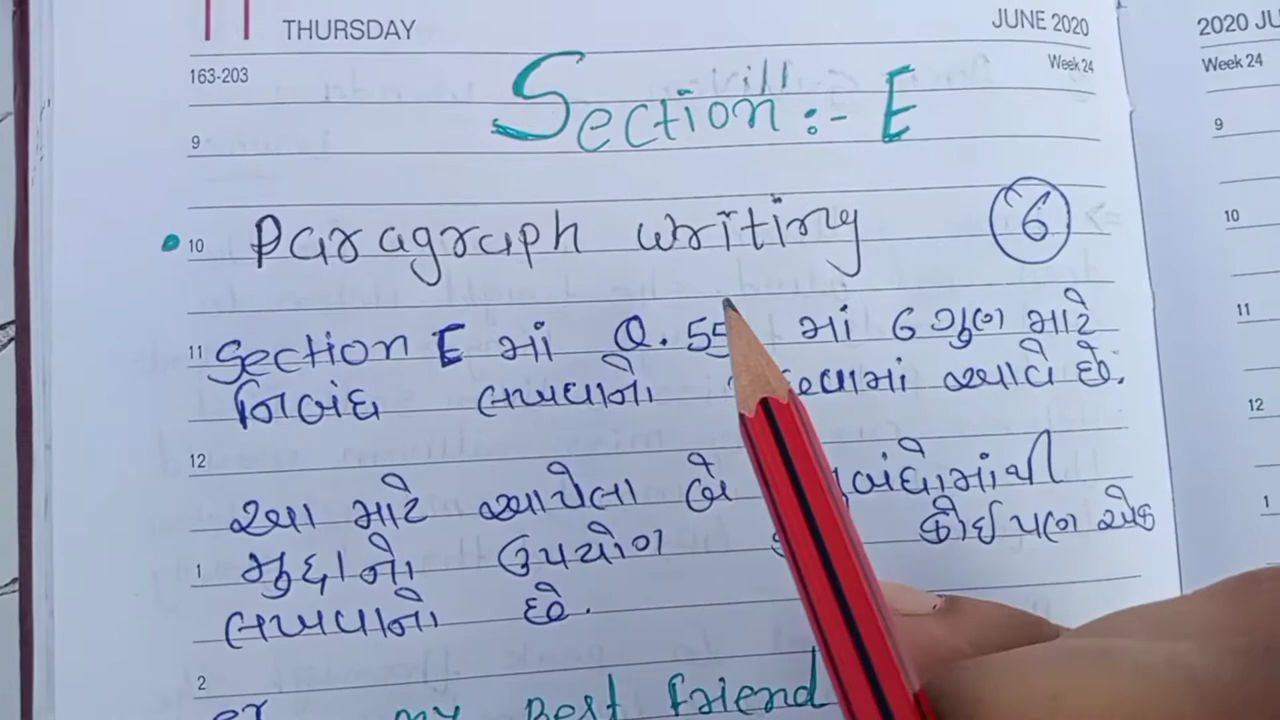 11 THURSDAY
JUNE 2020
2020 JU
163-203
Week 24
Week 24
Section :- E
9
9
10 Paragraph writing 6
10
11 Section E માં Q. 55 માં 6 ગુણ માટે
11
નિબંધ લખવાનો આવે છે.
12
12
આ માટે આપેલા બે
મુદ્દાનો ઉપયોગ કોઈ પણ એક
1
1
લખવાનો છે.
2
my Best friend